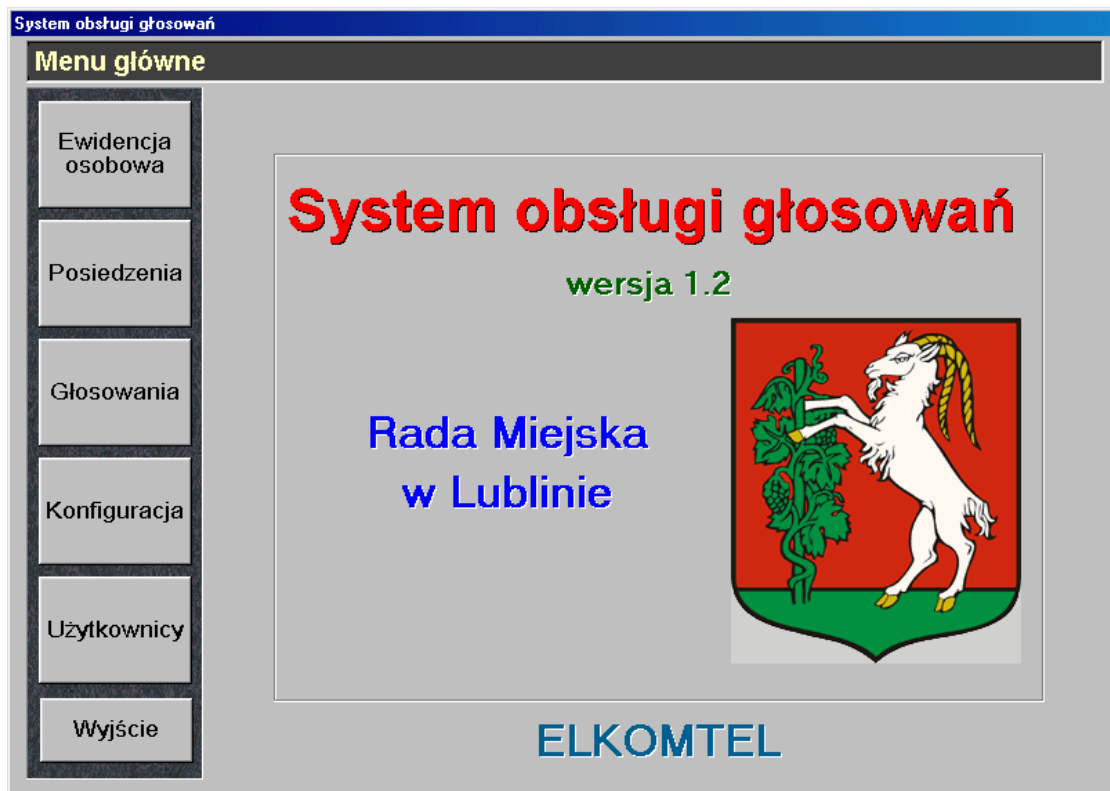 System obsługi głosowań
Menu główne
Ewidencja
osobowa
Posiedzenia
Głosowania
Konfiguracja
Użytkownicy
Wyjście
System obsługi głosowań
wersja 1.2
Rada Miejska
w Lublinie
ELKOMTEL